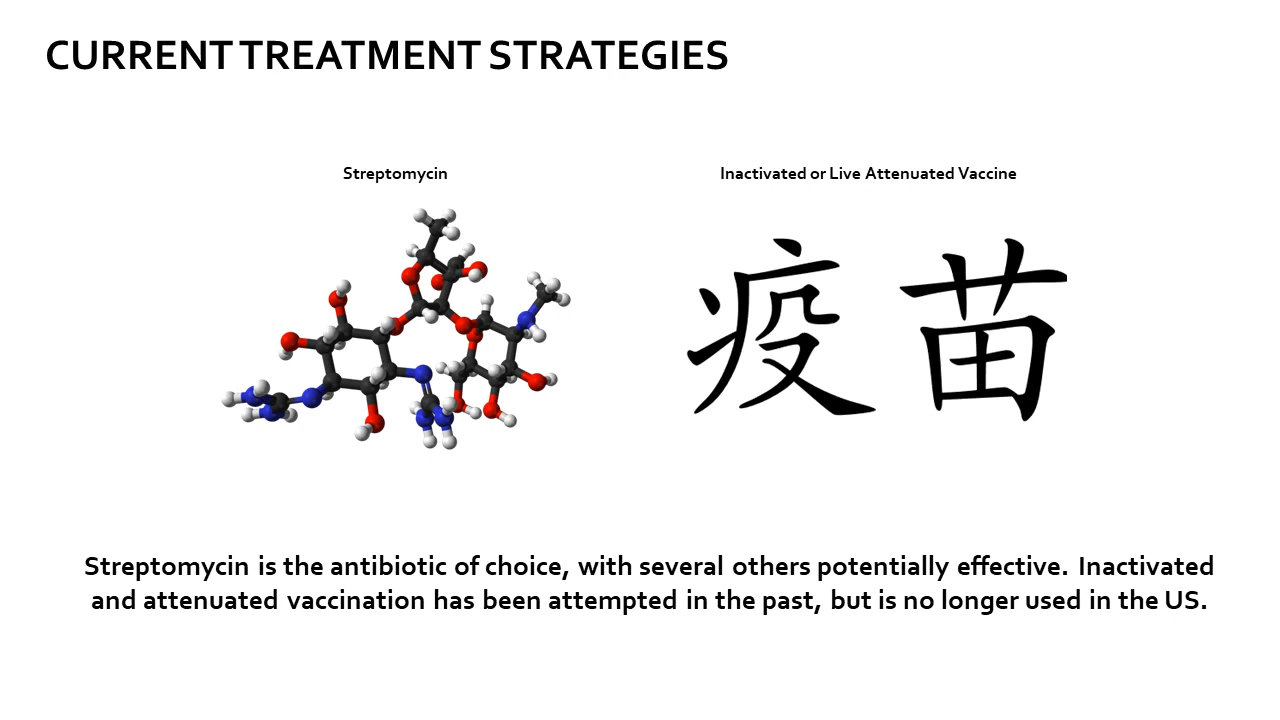 CURRENT TREATMENT STRATEGIES
Streptomycin
Inactivated or Live Attenuated Vaccine
疫苗
Streptomycin is the antibiotic of choice, with several others potentially effective. Inactivated
and attenuated vaccination has been attempted in the past, but is no longer used in the US.